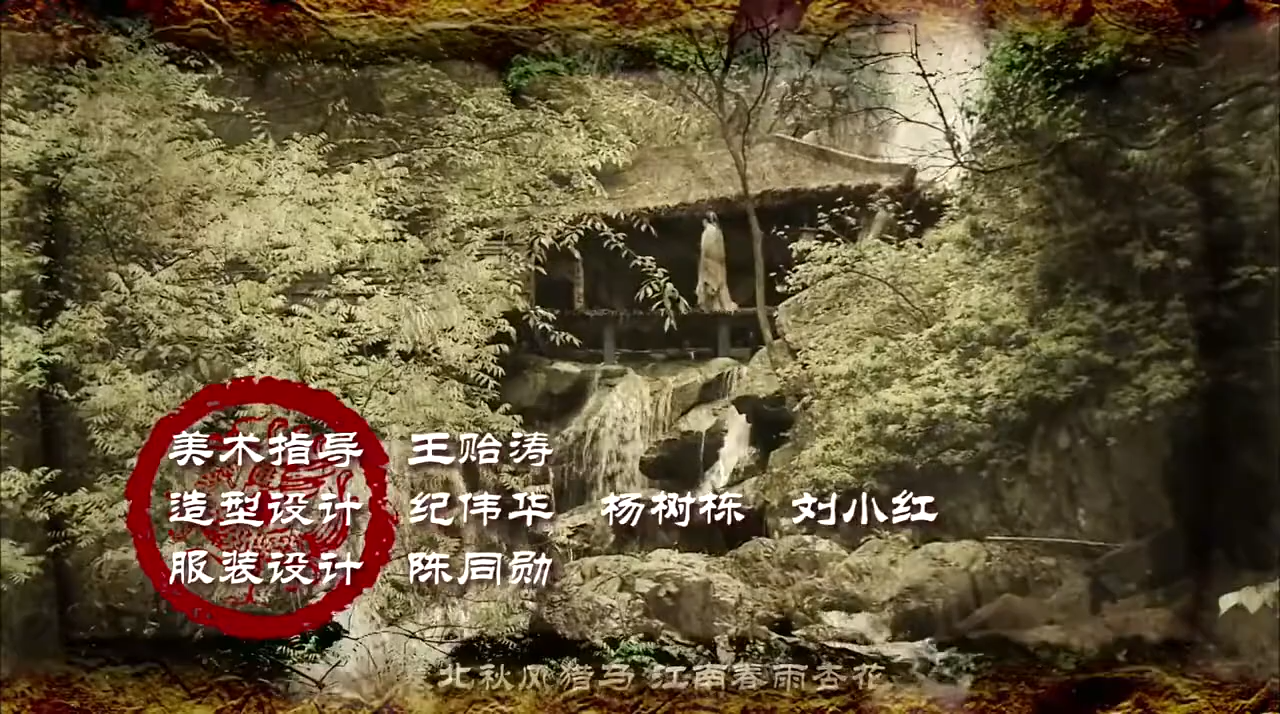 美术指导 王贻涛
造型设计 纪伟华 杨树栋 刘小红
服装设计 陈同勋
北秋风猎马 江南春雨杏花